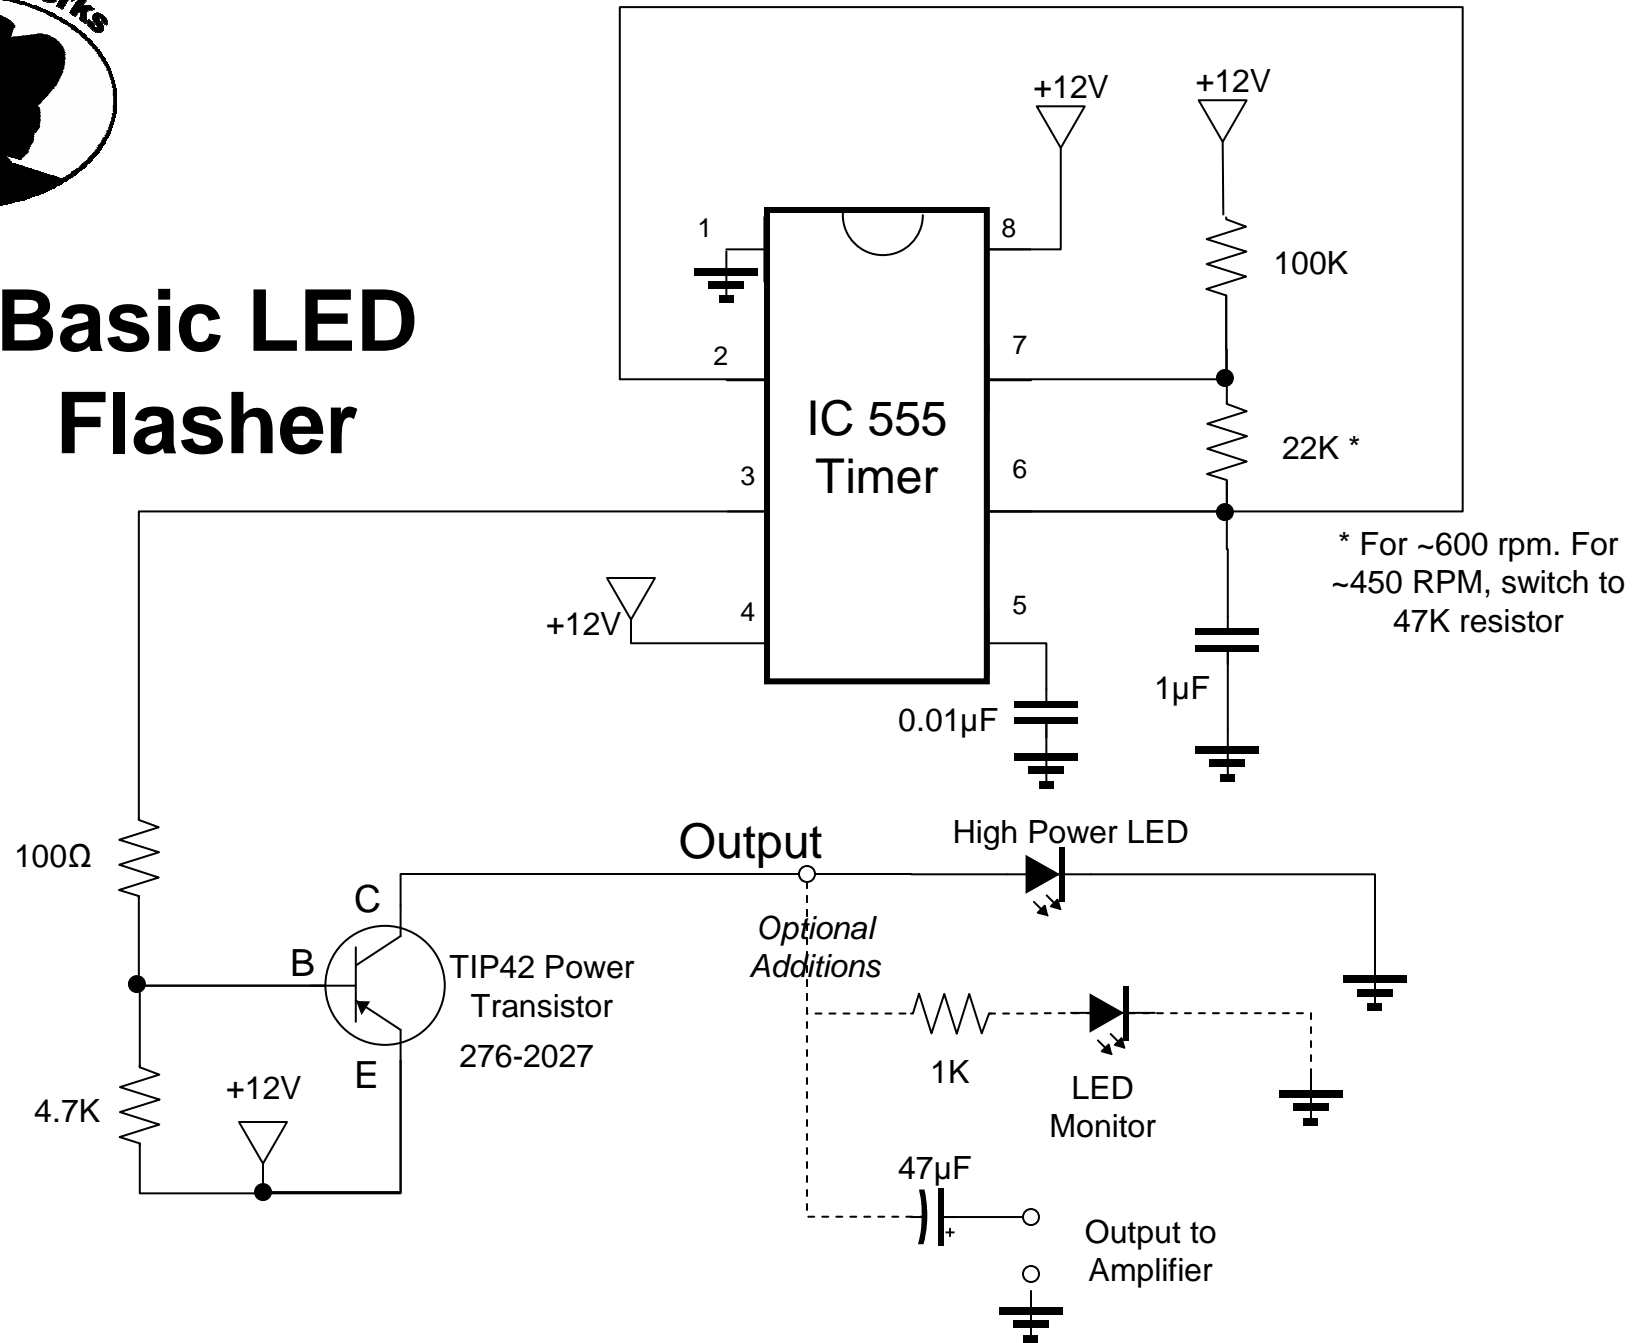 Basic LED
Flasher
+12V
+12V
1
8
100K
2
7
IC 555
Timer
22K *
3
6
* For ~600 rpm. For
~450 RPM, switch to
47K resistor
+12V
4
5
1µF
0.01µF
100Ω
Output
High Power LED
C
B
E
Optional
Additions
TIP42 Power
Transistor
276-2027
1K
LED
Monitor
+12V
4.7K
47µF
+
Output to
Amplifier